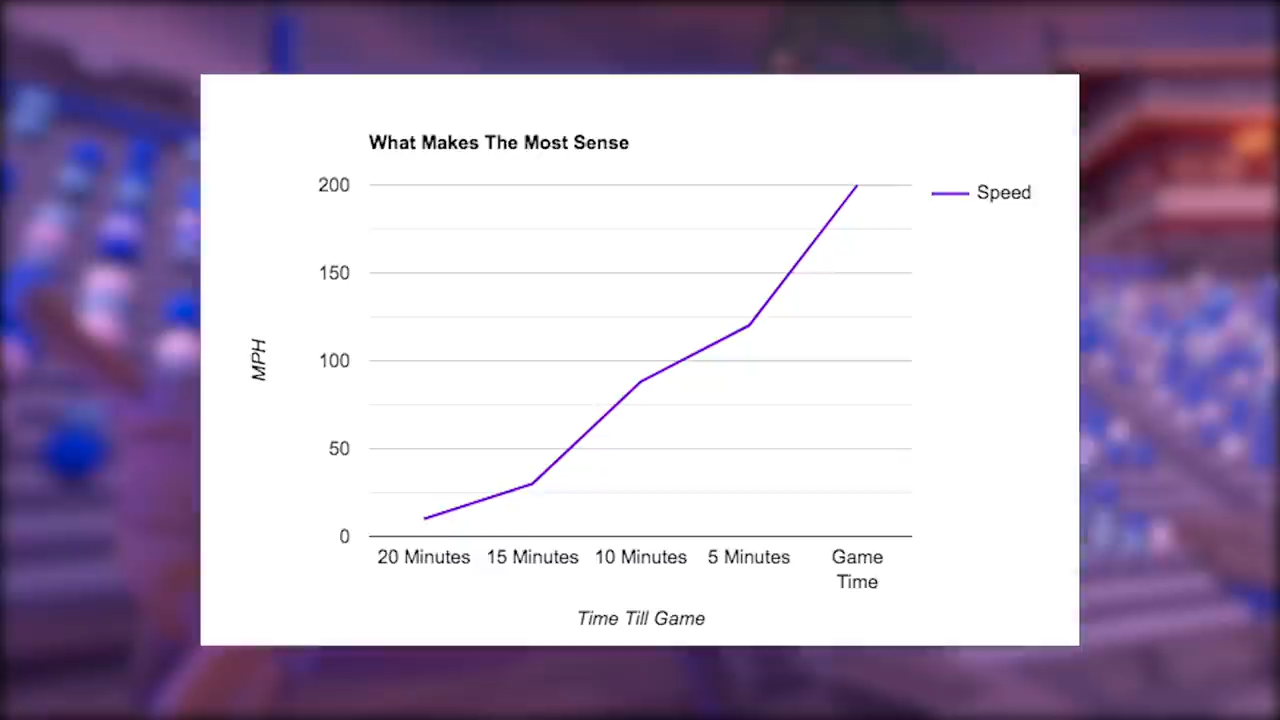 What Makes The Most Sense
200
Speed
150
100
MPH
50
0
20 Minutes 15 Minutes 10 Minutes 5 Minutes Game
Time
Time Till Game